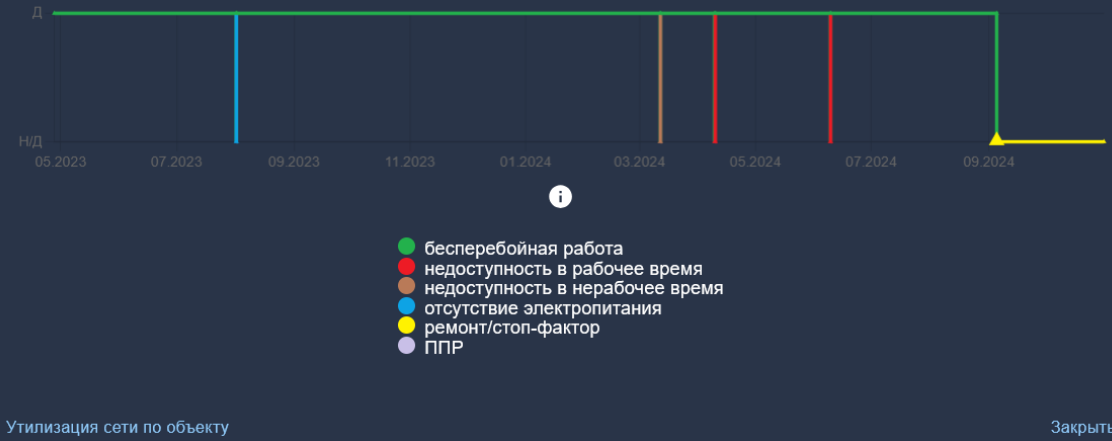 Д
Н/Д
05.2023 07.2023 09.2023 11.2023 01.2024 03.2024 05.2024 07.2024 09.2024
i
бесперебойная работа
недоступность в рабочее время
недоступность в нерабочее время
отсутствие электропитания
ремонт/стоп-фактор
ППР
Утилизация сети по объекту Закрыть